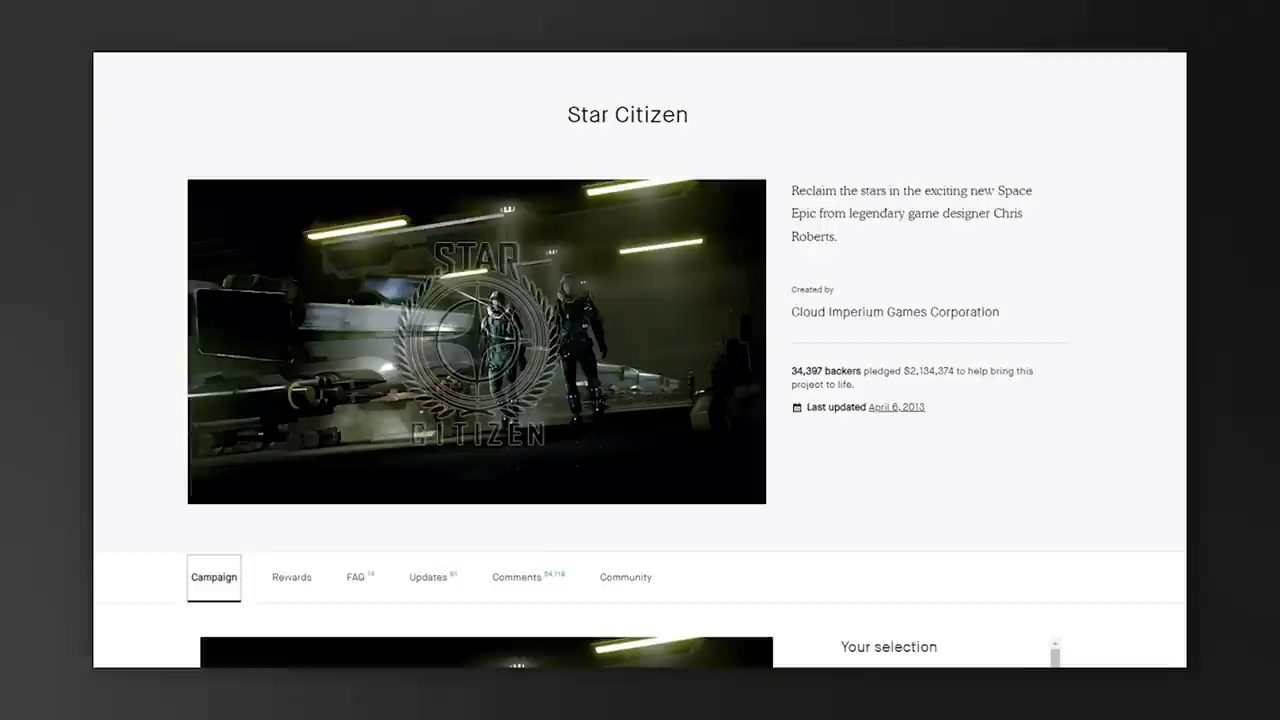 Star Citizen
STAR
CITIZEN
Reclaim the stars in the exciting new Space
Epic from legendary game designer Chris
Roberts.
Created by
Cloud Imperium Games Corporation
34,397 backers pledged $2,134,374 to help bring this
project to life.
Last updated April 6, 2013
Campaign Rewards FAQ 14 Updates Comments Community
Your selection